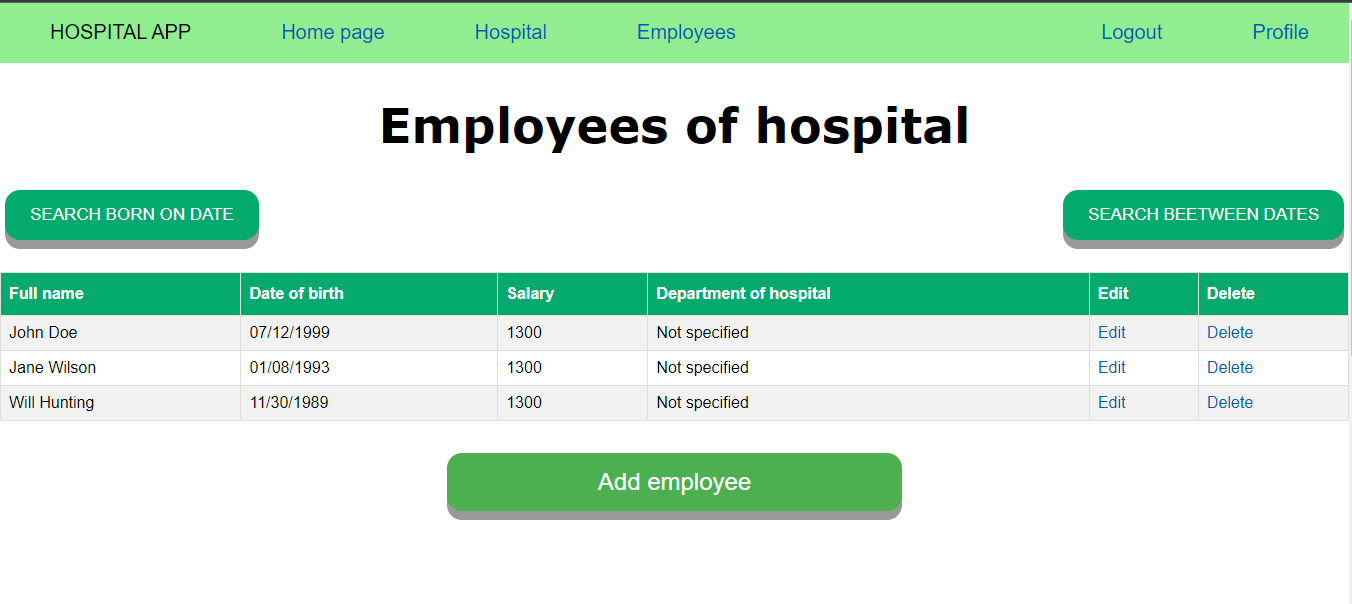 HOSPITAL APP Home page Hospital Employees Logout Profile
Employees of hospital
SEARCH BORN ON DATE SEARCH BEETWEEN DATES
Full name Date of birth Salary Department of hospital Edit Delete
John Doe 07/12/1999 1300 Not specified Edit Delete
Jane Wilson 01/08/1993 1300 Not specified Edit Delete
Will Hunting 11/30/1989 1300 Not specified Edit Delete
Add employee